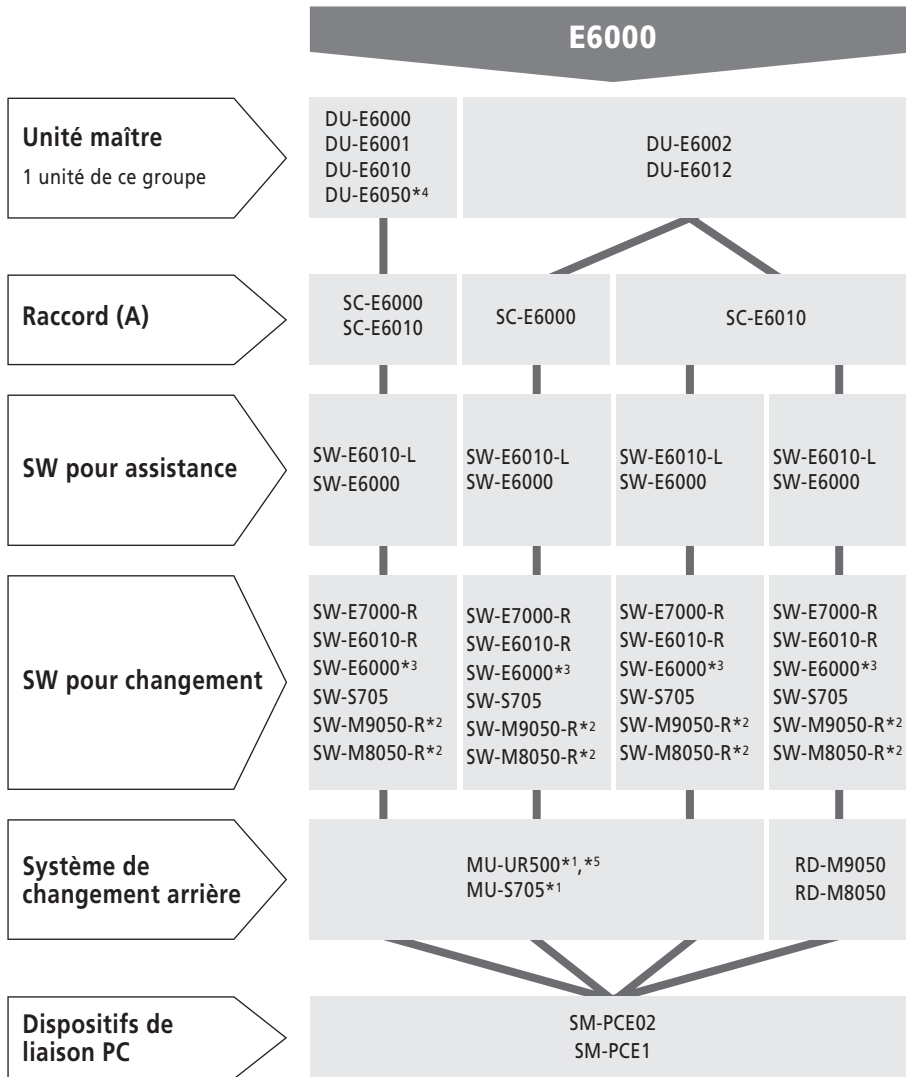 E6000
Unité maître
1 unité de ce groupe
DU-E6000
DU-E6001
DU-E6010
DU-E6050*4
DU-E6002
DU-E6012
Raccord (A)
SC-E6000
SC-E6010
SC-E6000
SC-E6010
SW pour assistance
SW-E6010-L
SW-E6000
SW-E6010-L
SW-E6000
SW-E6010-L
SW-E6000
SW-E6010-L
SW-E6000
SW pour changement
SW-E7000-R
SW-E6010-R
SW-E6000*3
SW-S705
SW-M9050-R*2
SW-M8050-R*2
SW-E7000-R
SW-E6010-R
SW-E6000*3
SW-S705
SW-M9050-R*2
SW-M8050-R*2
SW-E7000-R
SW-E6010-R
SW-E6000*3
SW-S705
SW-M9050-R*2
SW-M8050-R*2
SW-E7000-R
SW-E6010-R
SW-E6000*3
SW-S705
SW-M9050-R*2
SW-M8050-R*2
Système de
changement arrière
MU-UR500*1,*5
MU-S705*1
RD-M9050
RD-M8050
Dispositifs de
liaison PC
SM-PCE02
SM-PCE1